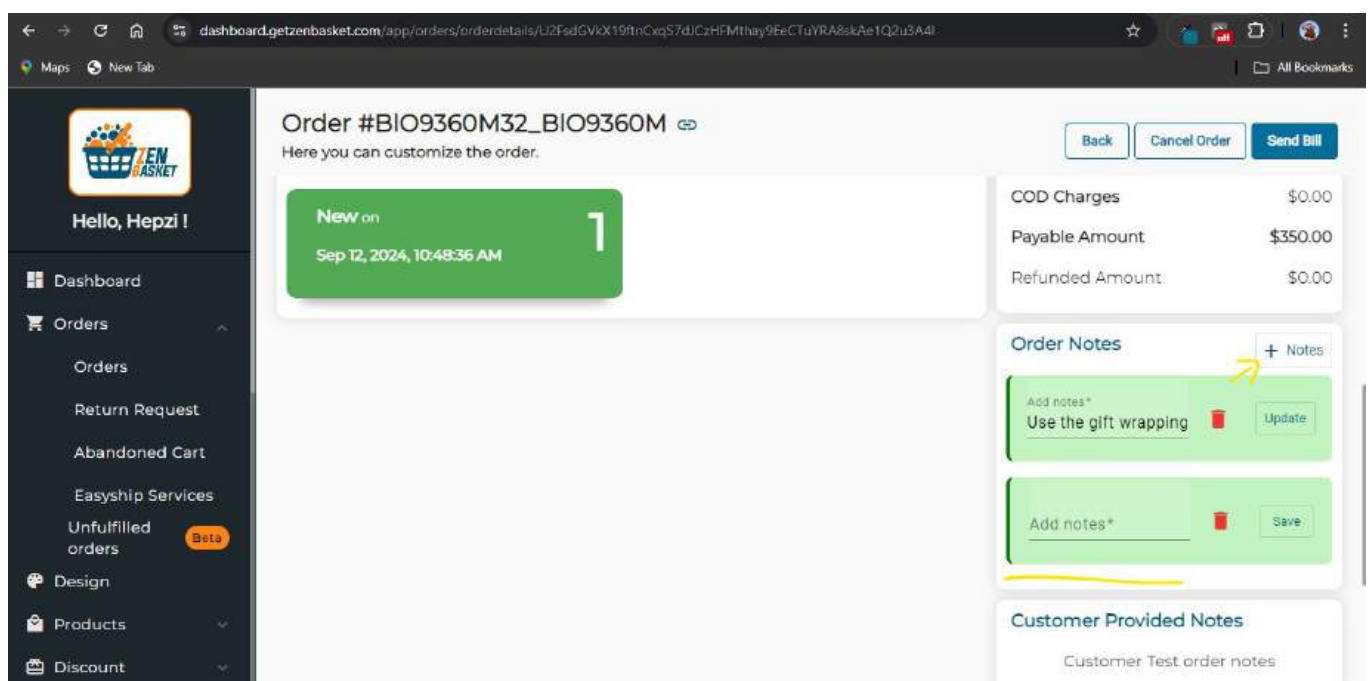 dashboard.getzenbasket.com/app/orders/orderdetails/
Maps New Tab All Bookmarks
ZEN
BASKET
Hello, Hepzi !
Dashboard
Orders
Orders
Return Request
Abandoned Cart
Easyship Services
Unfulfilled
orders
Beta
Design
Products
Discount
Order #BlO9360M32_BlO9360M
Here you can customize the order.
Back Cancel Order Send Bill
New on
Sep 12, 2024, 10:48:36 AM
1
COD Charges $0.00
Payable Amount $350.00
Refunded Amount $0.00
Order Notes
+ Notes
Add notes*
Use the gift wrapping
Update
Add notes*
Save
Customer Provided Notes
Customer Test order notes